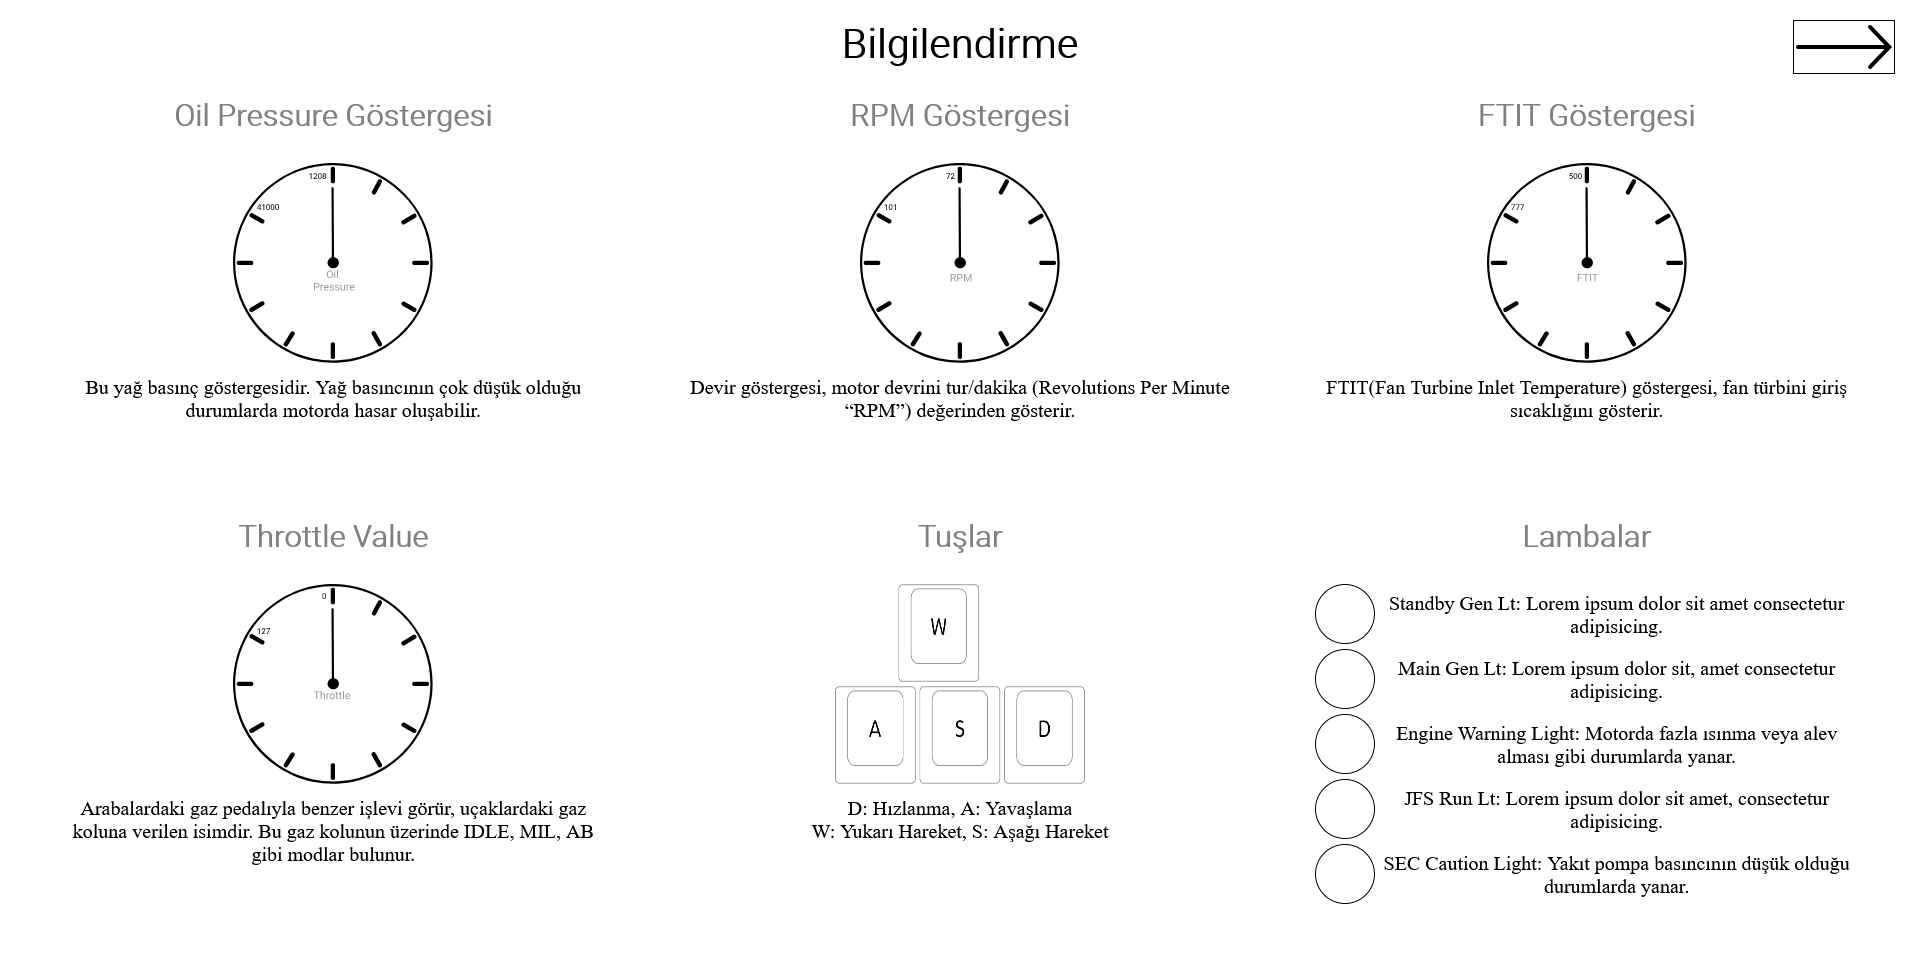 Bilgilendirme
Oil Pressure Göstergesi
1208
41000
Oil
Pressure
Bu yağ basınç göstergesidir. Yağ basıncının çok düşük olduğu
durumlarda motorda hasar oluşabilir.
RPM Göstergesi
72
101
RPM
Devir göstergesi, motor devrini tur/dakika (Revolutions Per Minute
“RPM”) değerinden gösterir.
FTIT Göstergesi
500
777
FTIT
FTIT(Fan Turbine Inlet Temperature) göstergesi, fan türbini giriş
sıcaklığını gösterir.
Throttle Value
0
127
Throttle
Arabalardaki gaz pedalıyla benzer işlevi görür, uçaklardaki gaz
koluna verilen isimdir. Bu gaz kolunun üzerinde IDLE, MIL, AB
gibi modlar bulunur.
Tuşlar
W
A S D
D: Hızlanma, A: Yavaşlama
W: Yukarı Hareket, S: Aşağı Hareket
Lambalar
Standby Gen Lt: Lorem ipsum dolor sit amet consectetur
adipisicing.
Main Gen Lt: Lorem ipsum dolor sit, amet consectetur
adipisicing.
Engine Warning Light: Motorda fazla ısınma veya alev
alması gibi durumlarda yanar.
JFS Run Lt: Lorem ipsum dolor sit amet, consectetur
adipisicing.
SEC Caution Light: Yakıt pompa basıncının düşük olduğu
durumlarda yanar.